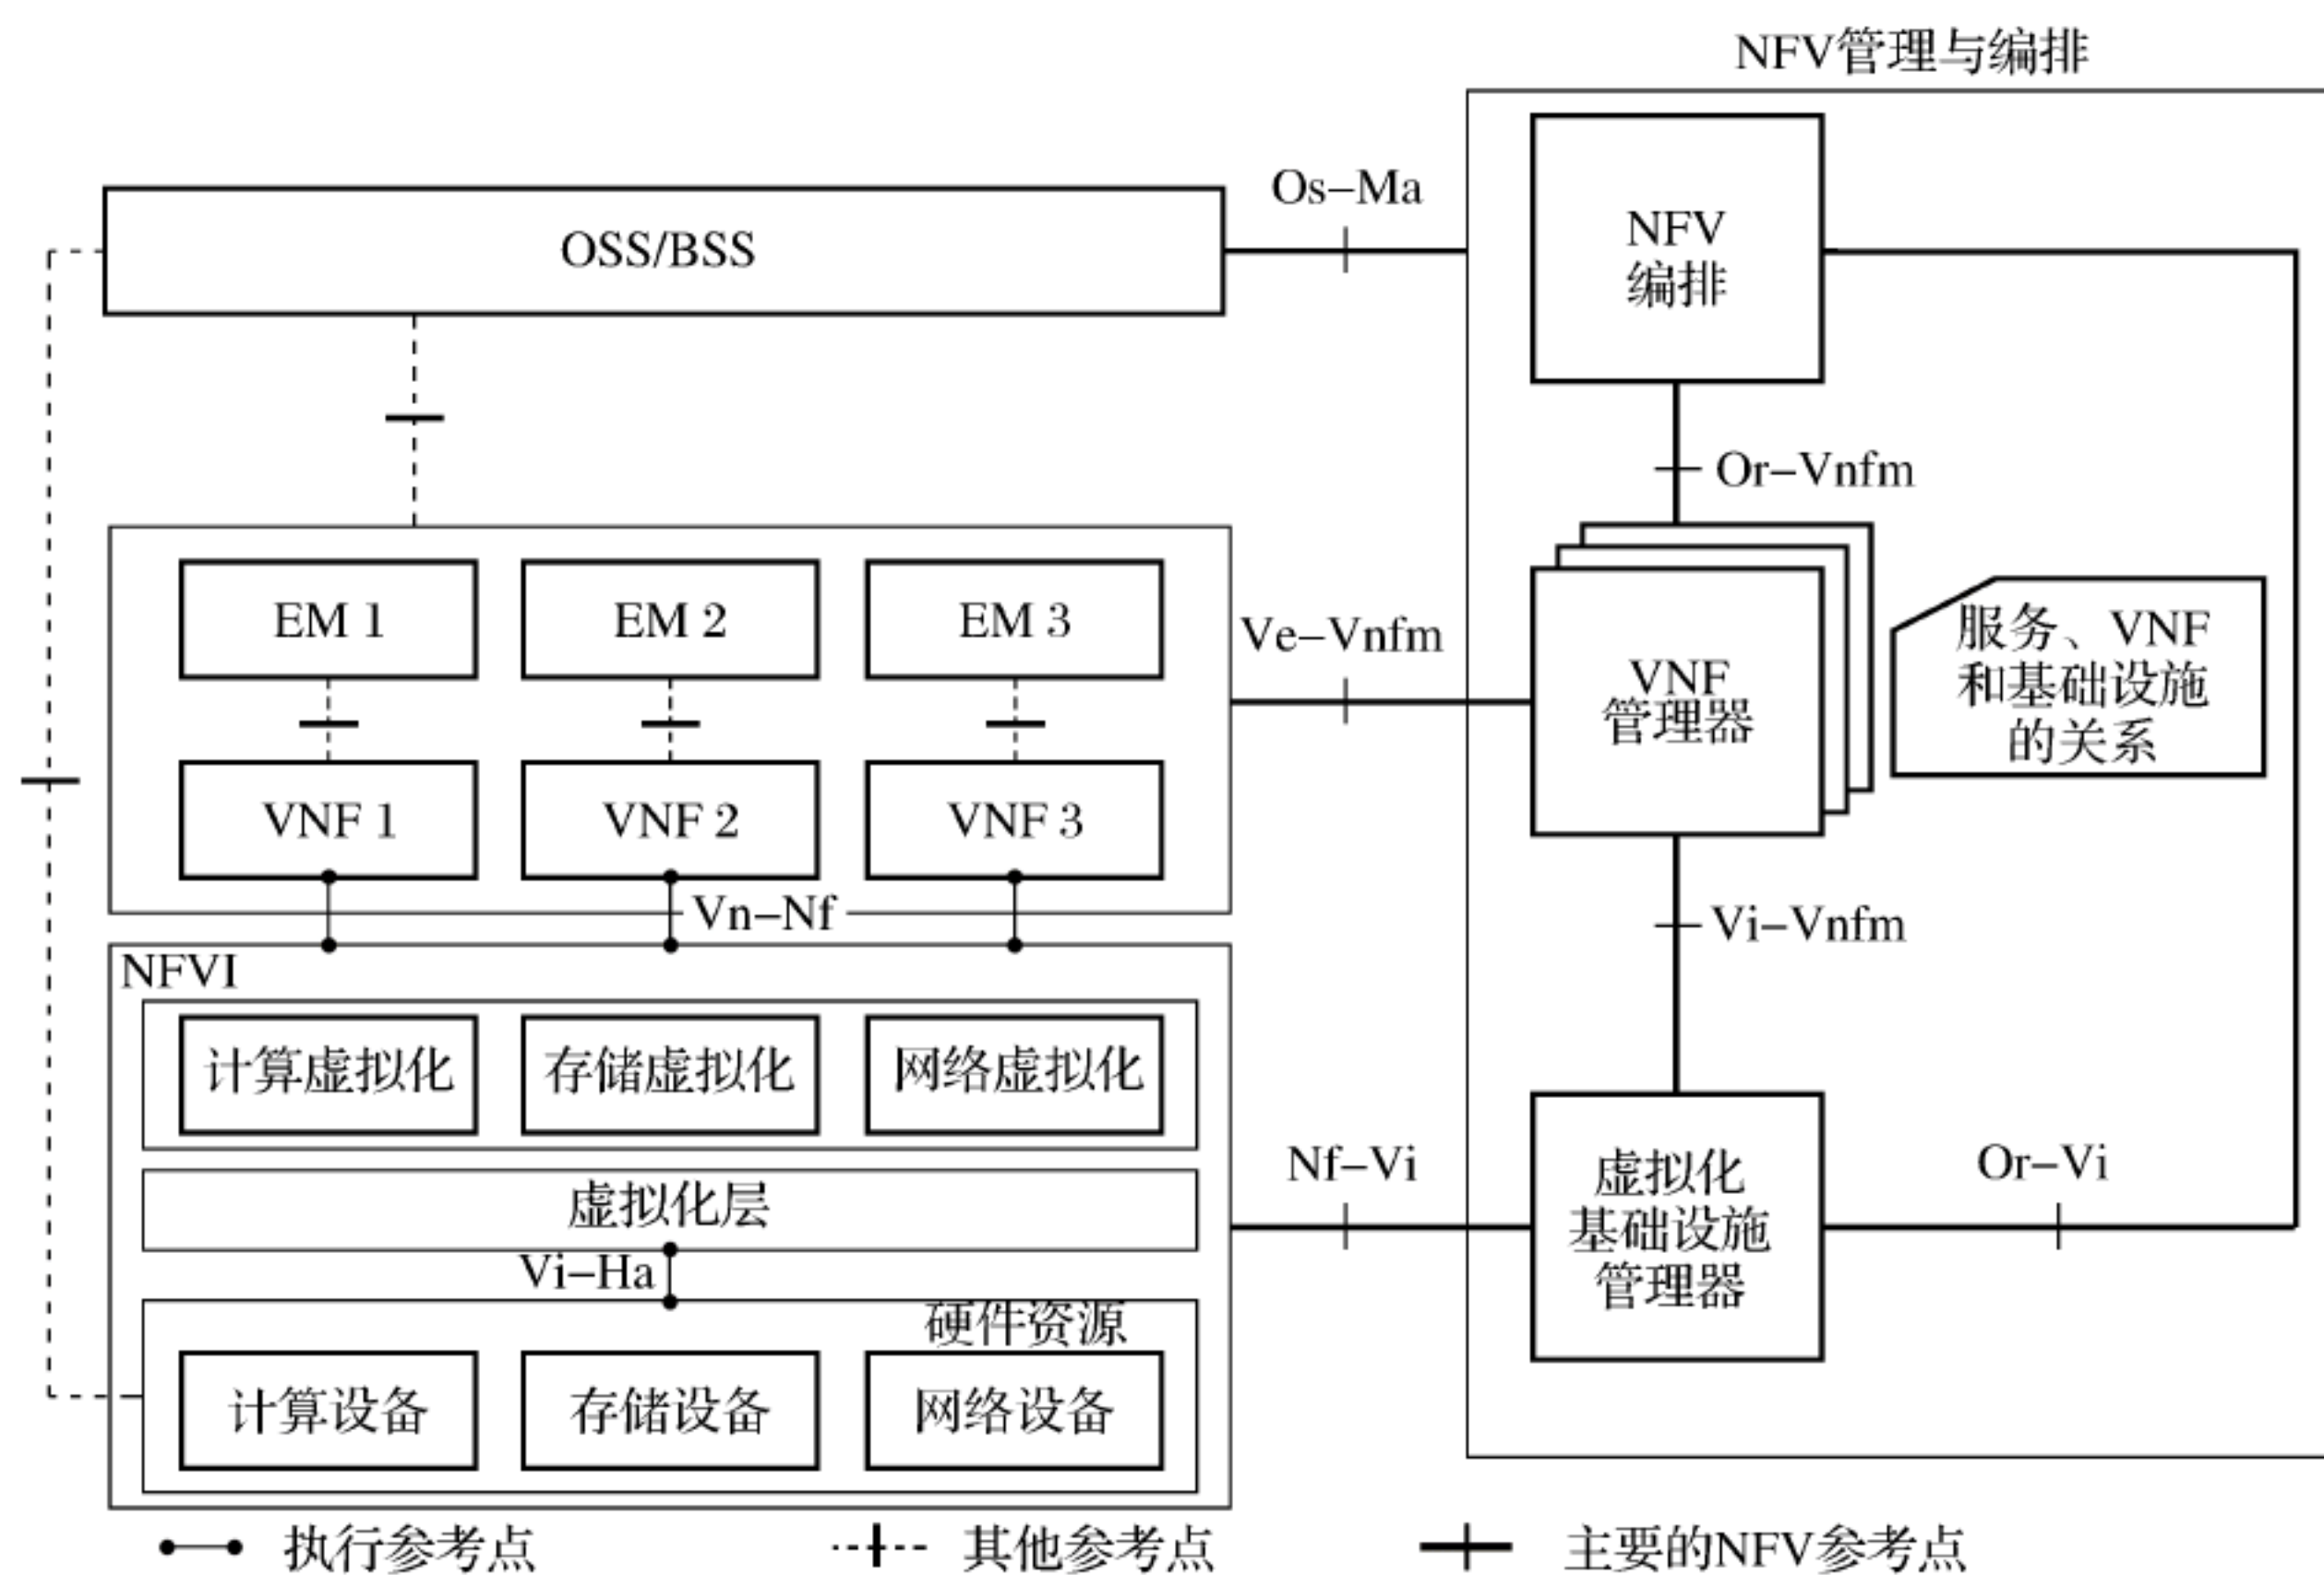 NFV管理与编排
OSS/BSS
Os–Ma
NFV
编排
Or–Vnfm
EM 1
EM 2
EM 3
Ve–Vnfm
VNF
管理器
服务、VNF
和基础设施
的关系
VNF 1
VNF 2
VNF 3
Vn–Nf
Vi–Vnfm
NFVI
计算虚拟化
存储虚拟化
网络虚拟化
虚拟化层
Nf–Vi
虚拟化
基础设施
管理器
Or–Vi
Vi–Ha
硬件资源
计算设备
存储设备
网络设备
执行参考点
其他参考点
主要的NFV参考点